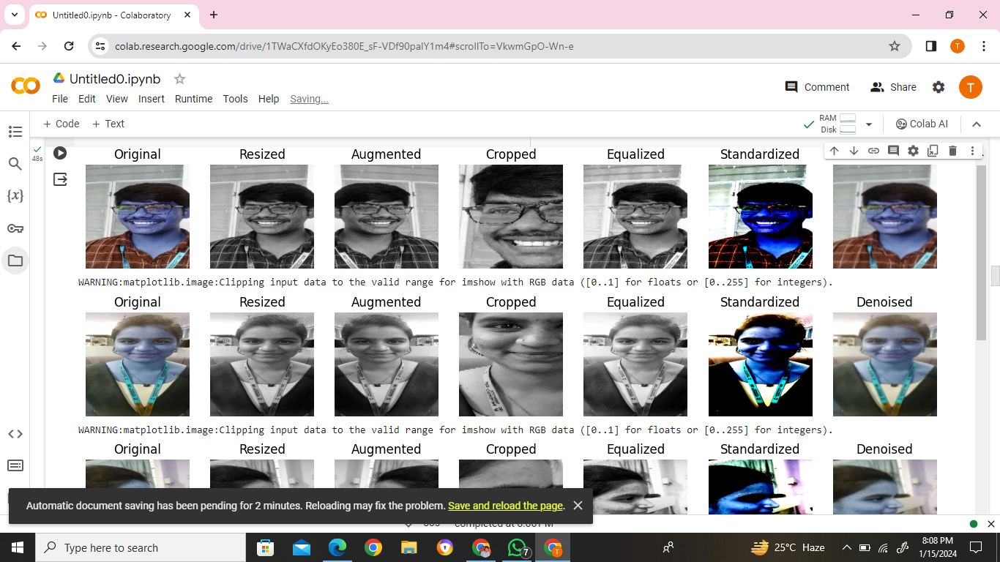 Untitled0.ipynb - Colaboratory
colab.research.google.com/drive/1TWaCXfdOKyEo380E_sF-VDf90paIY1m4#scrollTo=VkwmGpO-Wn-e
T
Untitled0.ipynb
File Edit View Insert Runtime Tools Help Saving...
Comment Share T
+ Code + Text
RAM
Disk
Colab AI
48s
Original Resized Augmented Cropped Equalized Standardized
WARNING:matplotlib.image:Clipping input data to the valid range for imshow with RGB data ([0..1] for floats or [0..255] for integers).
Original Resized Augmented Cropped Equalized Standardized Denoised
WARNING:matplotlib.image:Clipping input data to the valid range for imshow with RGB data ([0..1] for floats or [0..255] for integers).
Original Resized Augmented Cropped Equalized Standardized Denoised
Automatic document saving has been pending for 2 minutes. Reloading may fix the problem. Save and reload the page.
Type here to search
7
T
25°C Haze
8:08 PM
1/15/2024